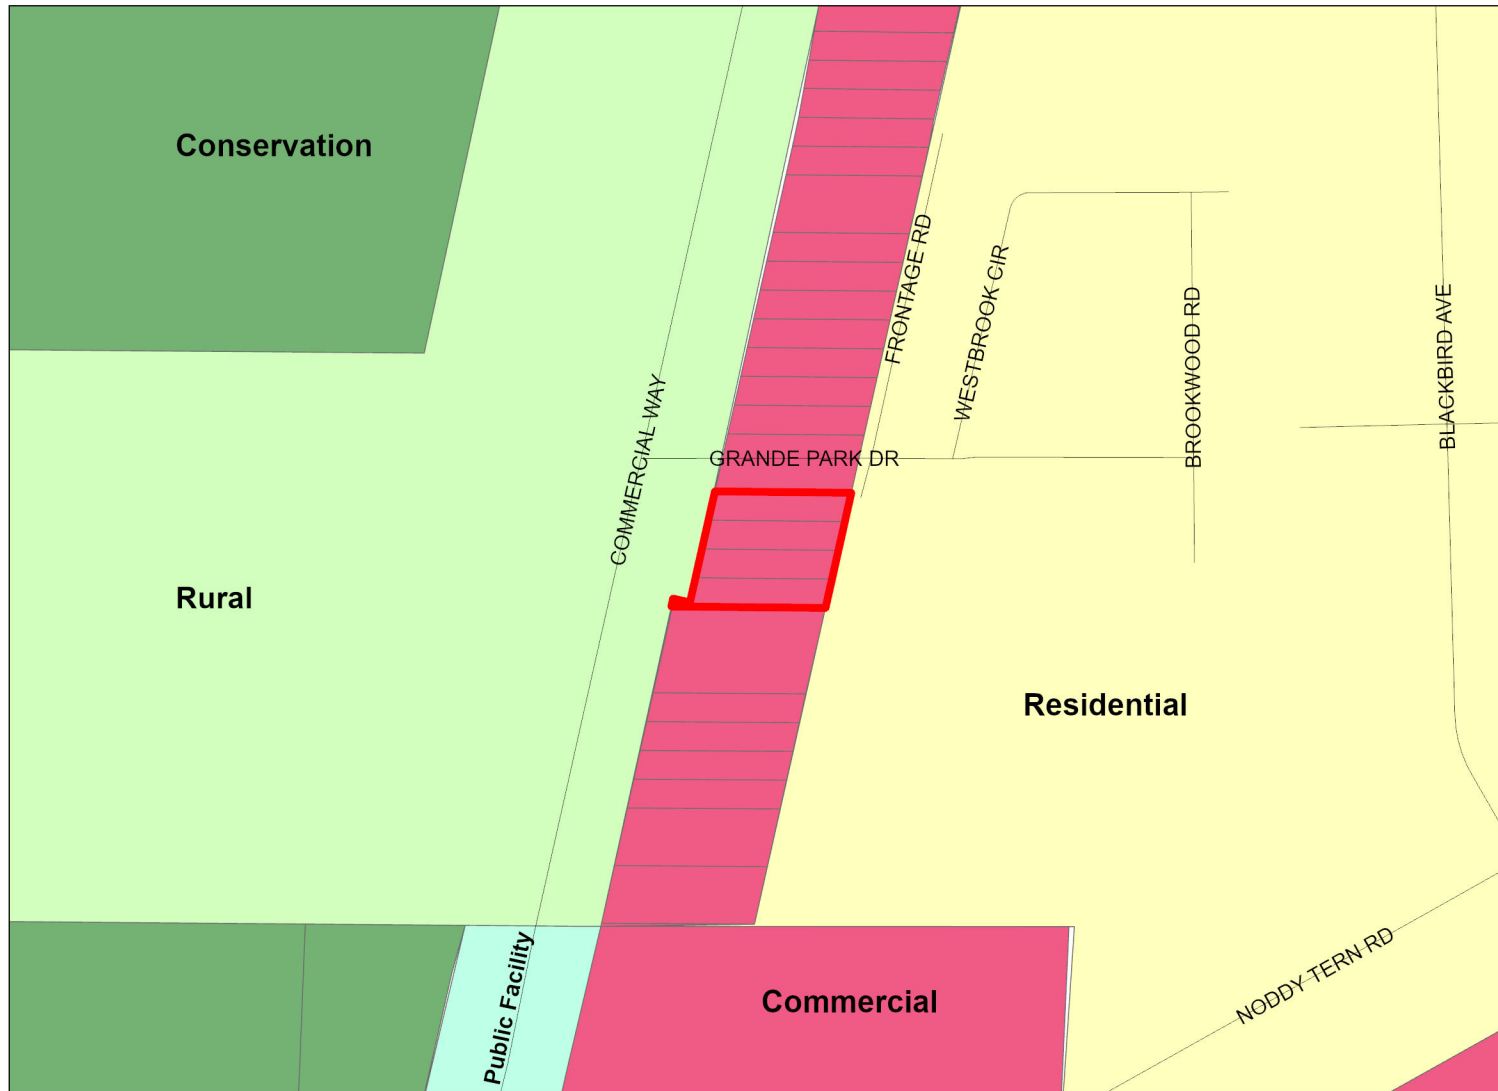 Conservation
FRONTAGE RD
WESTBROOK CIR
BROOKWOOD RD
BLACKBIRD AVE
COMMERCIAL WAY
GRANDE PARK DR
Rural
Residential
Public Facility
Commercial
NODDY TERN RD